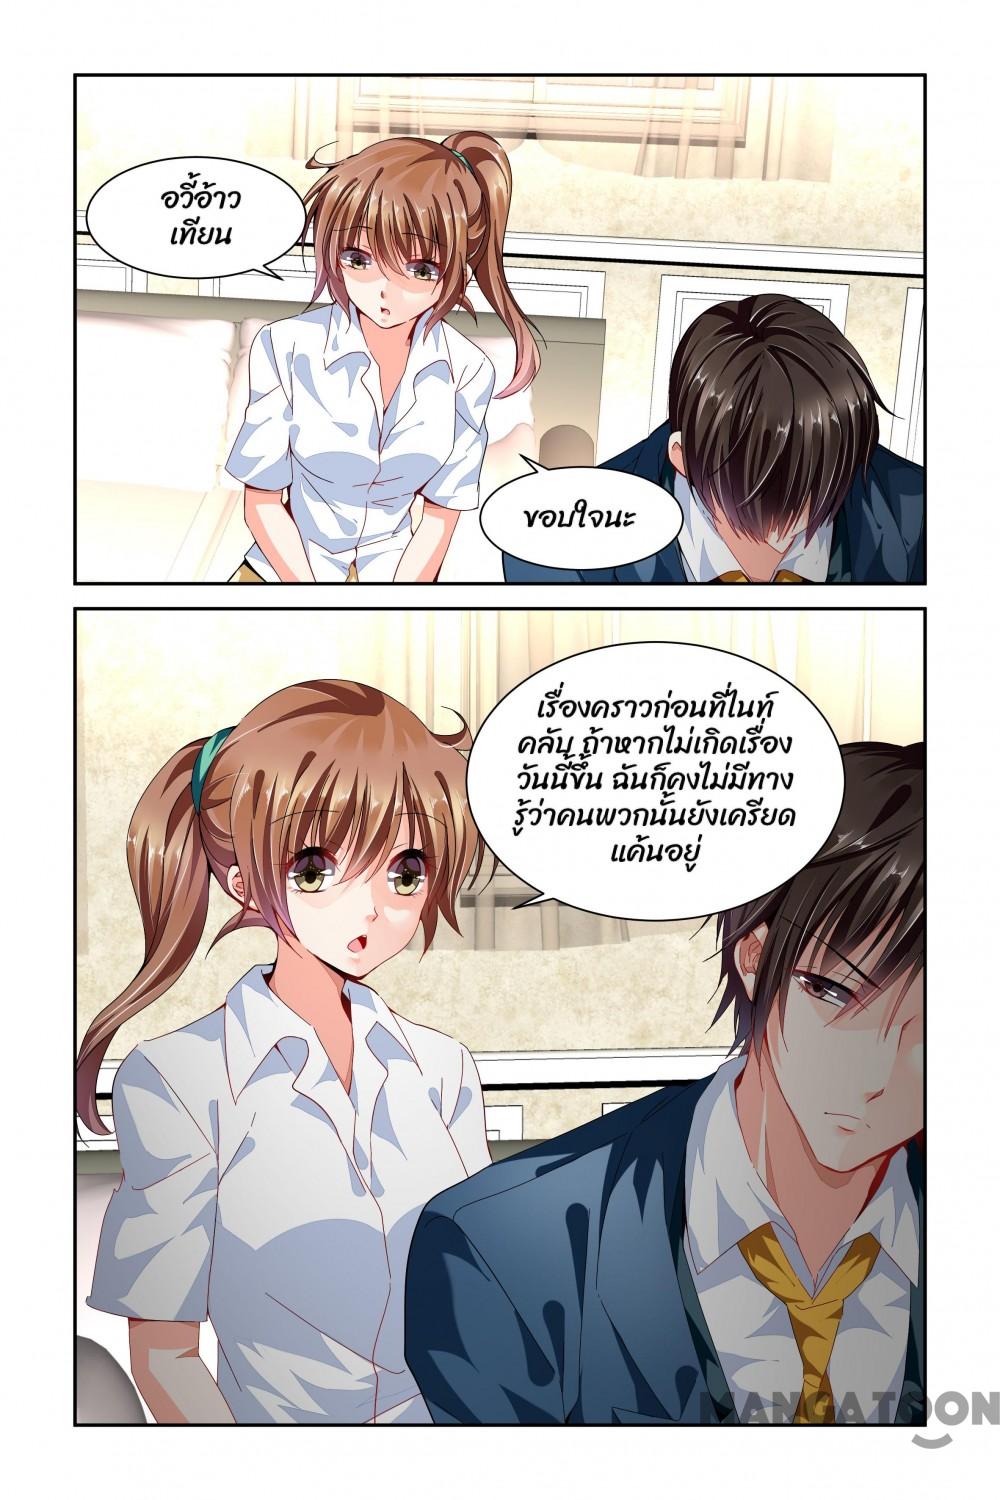 อวี้อ้าว
เทียน
ขอบใจนะ
เรื่องคราวก่อนที่ไนท์
คลับ ถ้าหากไม่เกิดเรื่อง
วันนี้ขึ้น ฉันก็คงไม่มีทาง
รู้ว่าคนพวกนั้นยังเครียด
แค้นอยู่
MANGATOON